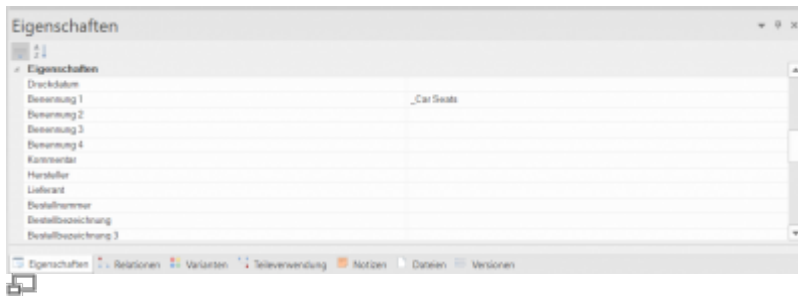 Eigenschaften
Eigenschaften
Druckdatum
Benennung 1 _Car Seats
Benennung 2
Benennung 3
Benennung 4
Kommentar
Hersteller
Lieferant
Bestellnummer
Bestellbezeichnung
Bestellbezeichnung 3
Eigenschaften Relationen Varianten Teileverwendung Notizen Dateien Versionen